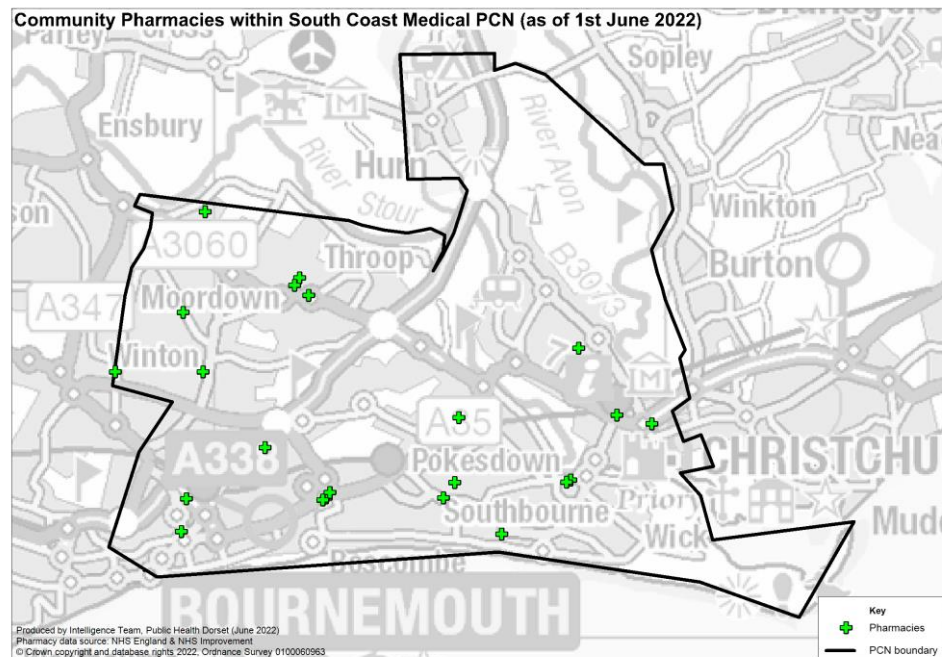 Community Pharmacies within South Coast Medical PCN (as of 1st June 2022)
Parley
Cross
Sopley
Ensbury
Hurn
River Avon
River Stour
Winkton
A3060
Throop
B3073
Burton
A347
Moordown
Winton
A35
A338
Pokesdown
CHRISTCHU
Southbourne
Priory
Wick
Mud
Boscombe
BOURNEMOUTH
Key
Pharmacies
PCN boundary
Produced by Intelligence Team, Public Health Dorset (June 2022)
Pharmacy data source: NHS England & NHS Improvement
© Crown copyright and database rights 2022, Ordnance Survey 0100060963